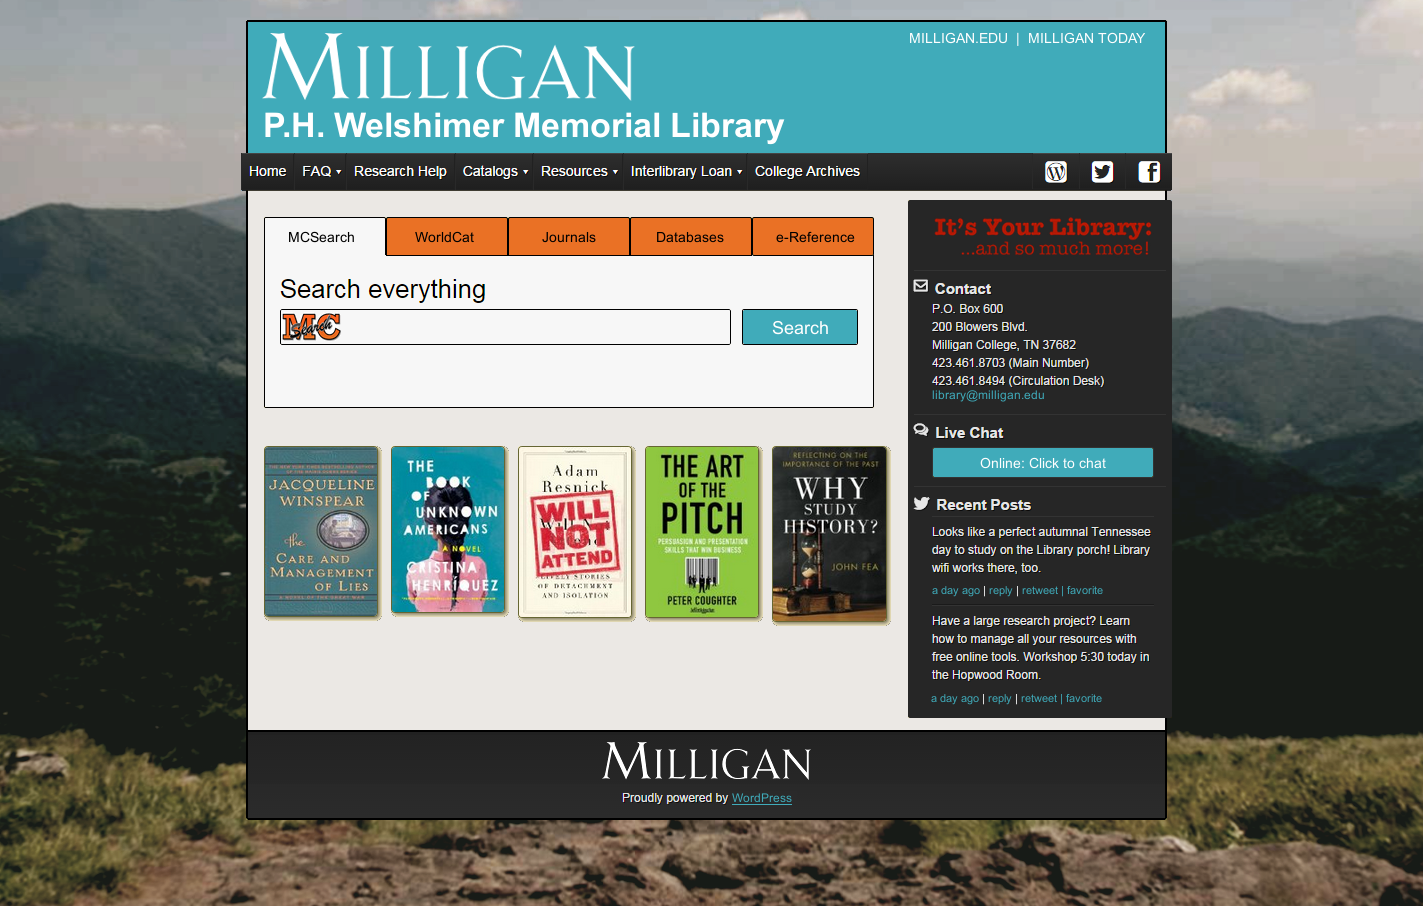 MILLIGAN
MILLIGAN.EDU | MILLIGAN TODAY
P.H. Welshimer Memorial Library
Home FAQ Research Help Catalogs Resources Interlibrary Loan College Archives
MCSearch WorldCat Journals Databases e-Reference
Search everything
MC Search
Search
JACQUELINE
WINSPEAR
the
CARE AND
MANAGEMENT
OF LIES
A NOVEL OF THE GREAT WAR
THE
BOOK
OF
UNKNOWN
AMERICANS
A NOVEL
CRISTINA
HENRÍQUEZ
Adam
Resnick
WILL
NOT
ATTEND
LIVELY STORIES
OF DETACHMENT
AND ISOLATION
THE ART
OF THE
PITCH
PERSUASION AND PRESENTATION
SKILLS THAT WIN BUSINESS
PETER COUGHTER
REFLECTING ON THE
IMPORTANCE OF THE PAST
WHY
STUDY
HISTORY?
JOHN FEA
It's Your Library:
...and so much more!
Contact
P.O. Box 600
200 Blowers Blvd.
Milligan College, TN 37682
423.461.8703 (Main Number)
423.461.8494 (Circulation Desk)
library@milligan.edu
Live Chat
Online: Click to chat
Recent Posts
Looks like a perfect autumnal Tennessee
day to study on the Library porch! Library
wifi works there, too.
a day ago | reply | retweet | favorite
Have a large research project? Learn
how to manage all your resources with
free online tools. Workshop 5:30 today in
the Hopwood Room.
a day ago | reply | retweet | favorite
MILLIGAN
Proudly powered by WordPress